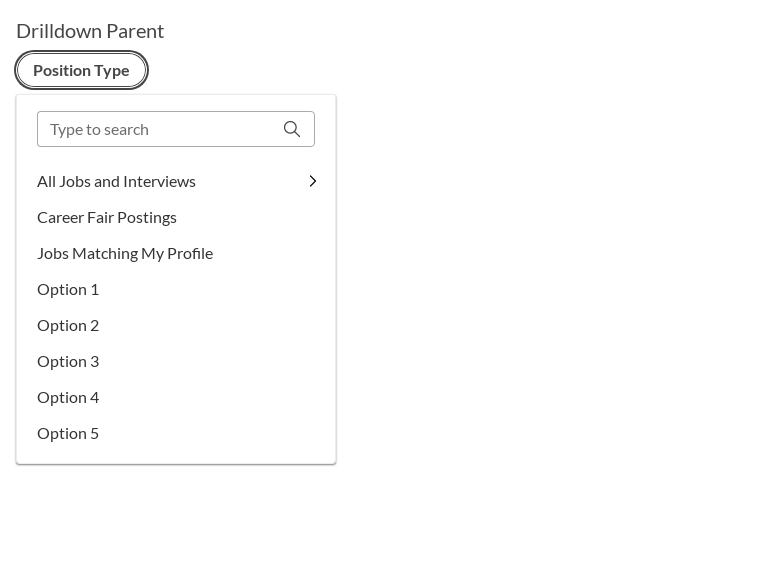 Drilldown Parent
Position Type
Type to search
All Jobs and Interviews
Career Fair Postings
Jobs Matching My Profile
Option 1
Option 2
Option 3
Option 4
Option 5